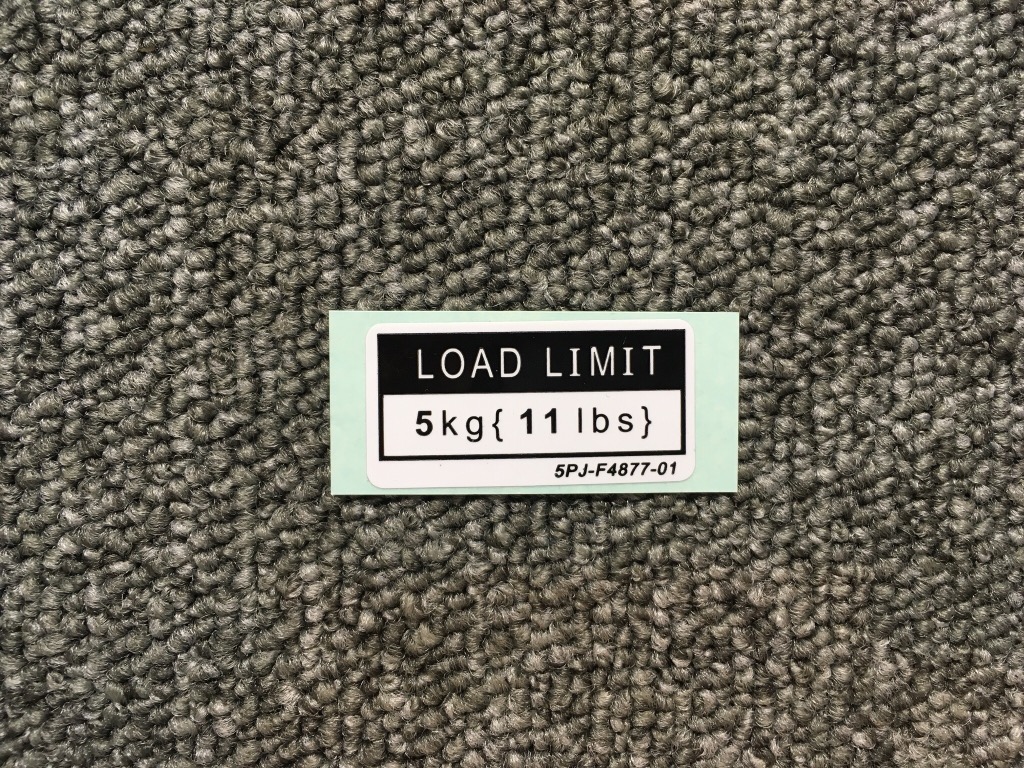 LOAD LIMIT
5kg{ 11 lbs}
5PJ-F4877-01